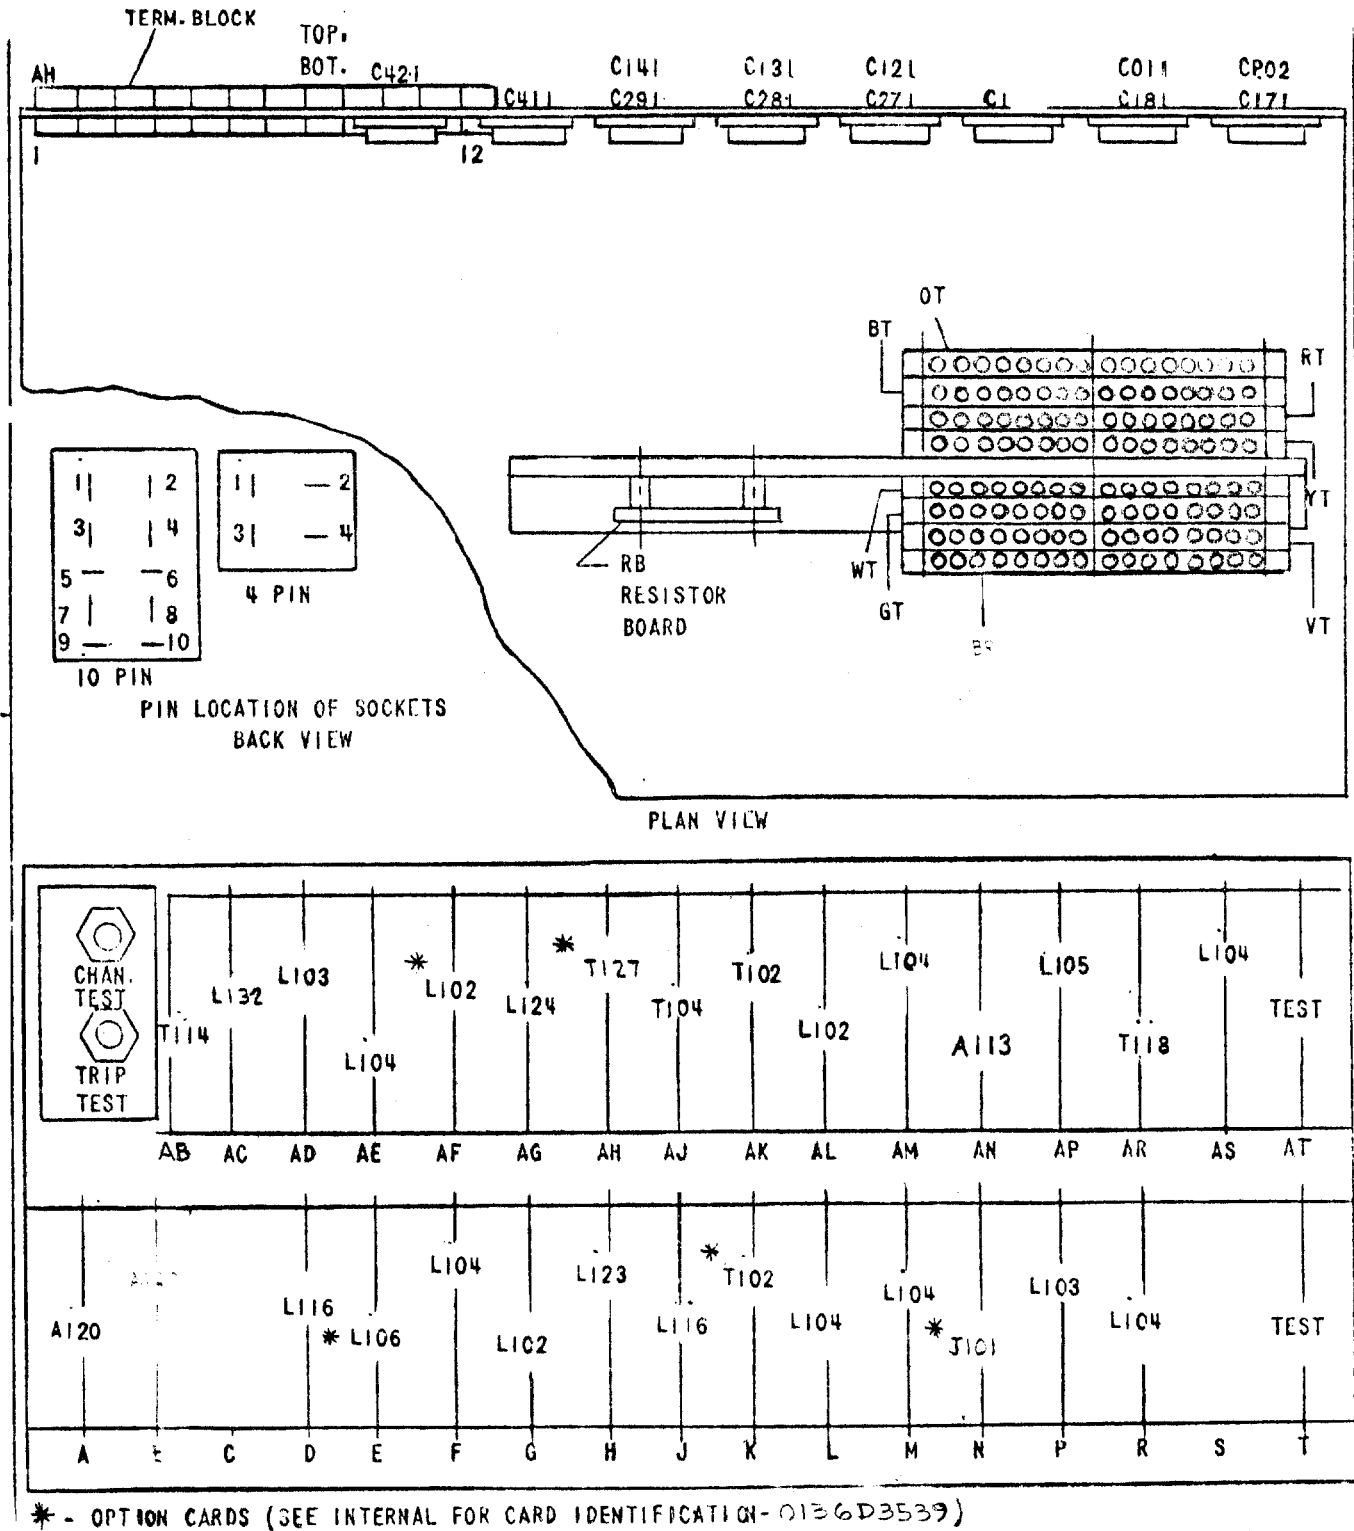 TERM. BLOCK
TOP.
BOT.
AH
C421
C411
C141
C291
C131
C281
C121
C271
C1
C011
C181
CP02
C171
1
12
OT
BT
RT
YT
WT
GT
VT
RB
RESISTOR
BOARD
1 2
3 4
5 6
7 8
9 10
10 PIN
1 2
3 4
4 PIN
PIN LOCATION OF SOCKETS
BACK VIEW
PLAN VIEW
CHAN.
TEST
TRIP
TEST
T114
L132
L103
L104
* L102
L124
* T127
T104
T102
L102
L104
A113
L105
T118
L104
TEST
AB AC AD AE AF AG AH AJ AK AL AM AN AP AR AS AT
A120
L116
* L106
L104
L102
L123
L116
* T102
L104
L104
* J101
L103
L104
TEST
A C D E F G H J K L M N P R S T
* - OPTION CARDS (SEE INTERNAL FOR CARD IDENTIFICATION-0136D3539)